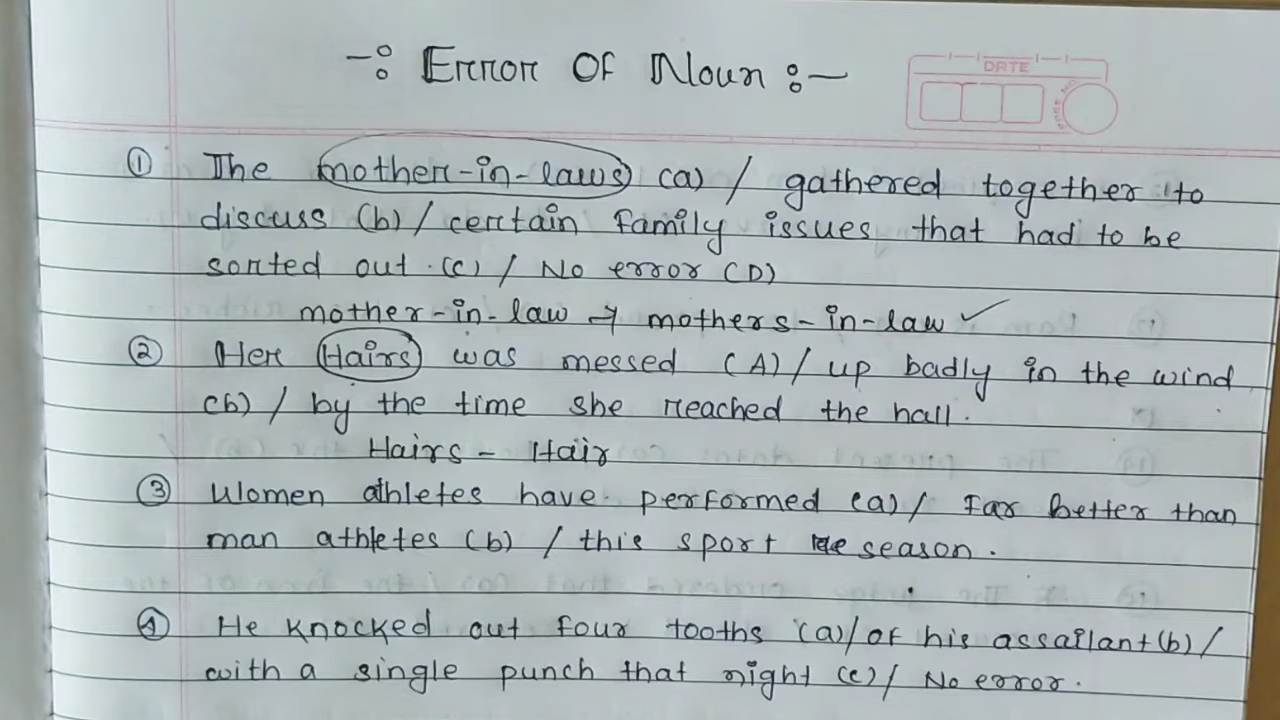 -: Error Of Noun :-
DATE
PAGE NO
① The mother-in-laws (a) / gathered together to
discuss (b) / certain family issues that had to be
sorted out. (c) / No error (D)
mother-in-law → mothers-in-law ✓
② Her Hairs was messed (A) / up badly in the wind
(b) / by the time she reached the hall.
Hairs - Hair
③ Women athletes have performed (a) / far better than
man athletes (b) / this sport season.
④ He knocked out four tooths (a)/of his assailant(b) /
with a single punch that night (c)/ No error.